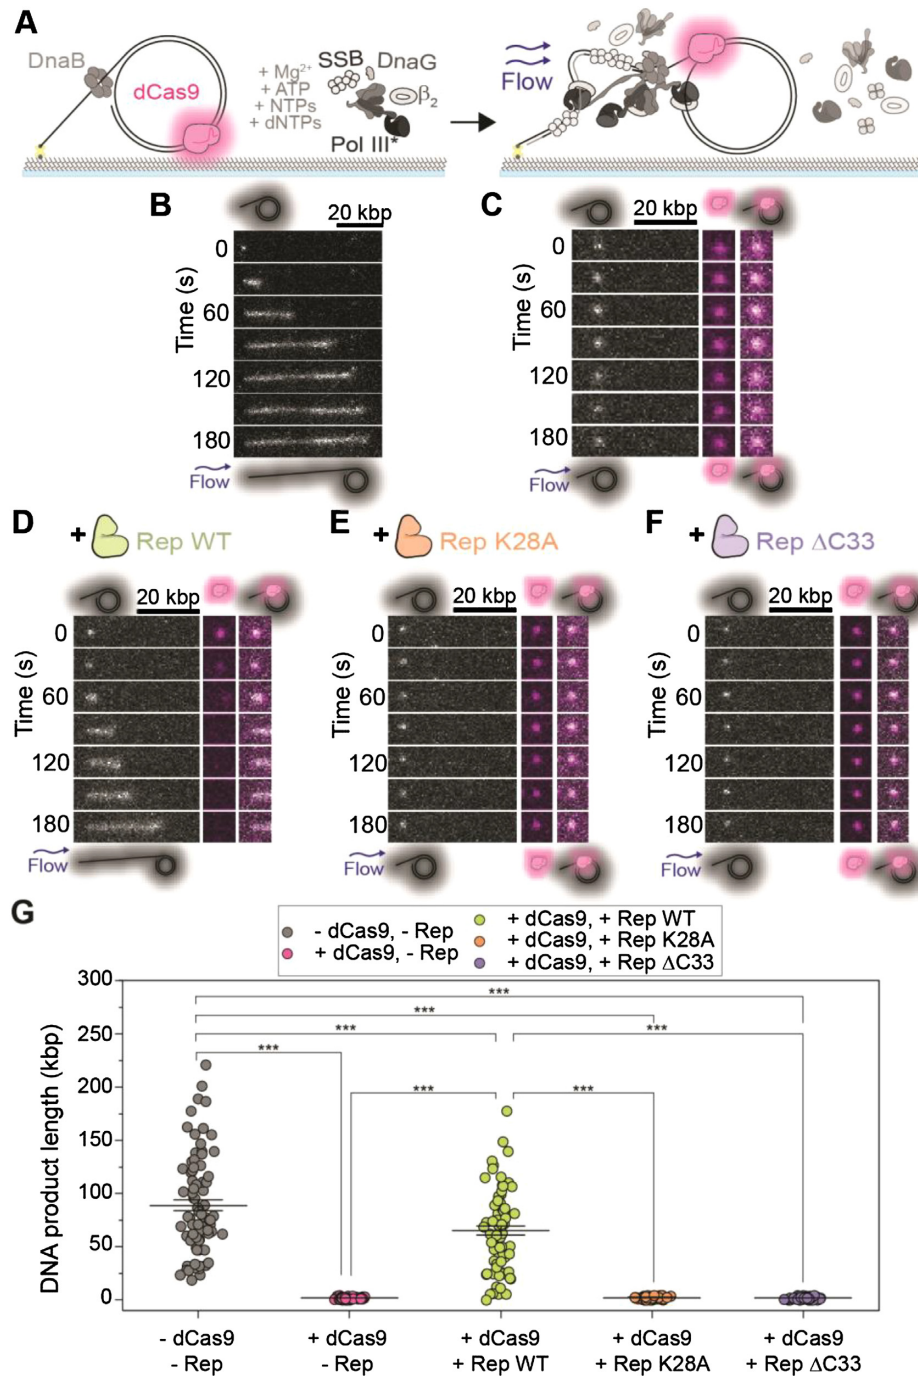 A
DnaB
dCas9
+ Mg²⁺
+ ATP
+ NTPs
+ dNTPs
SSB
DnaG
β₂
Pol III*
Flow
B
20 kbp
Time (s)
0
60
120
180
Flow
C
20 kbp
Time (s)
0
60
120
180
Flow
D
+ Rep WT
20 kbp
Time (s)
0
60
120
180
Flow
E
+ Rep K28A
20 kbp
Time (s)
0
60
120
180
Flow
F
+ Rep ΔC33
20 kbp
Time (s)
0
60
120
180
Flow
G
- dCas9, - Rep
+ dCas9, - Rep
+ dCas9, + Rep WT
+ dCas9, + Rep K28A
+ dCas9, + Rep ΔC33
DNA product length (kbp)
300
250
200
150
100
50
0
***
***
***
***
***
***
***
- dCas9
- Rep
+ dCas9
- Rep
+ dCas9
+ Rep WT
+ dCas9
+ Rep K28A
+ dCas9
+ Rep ΔC33